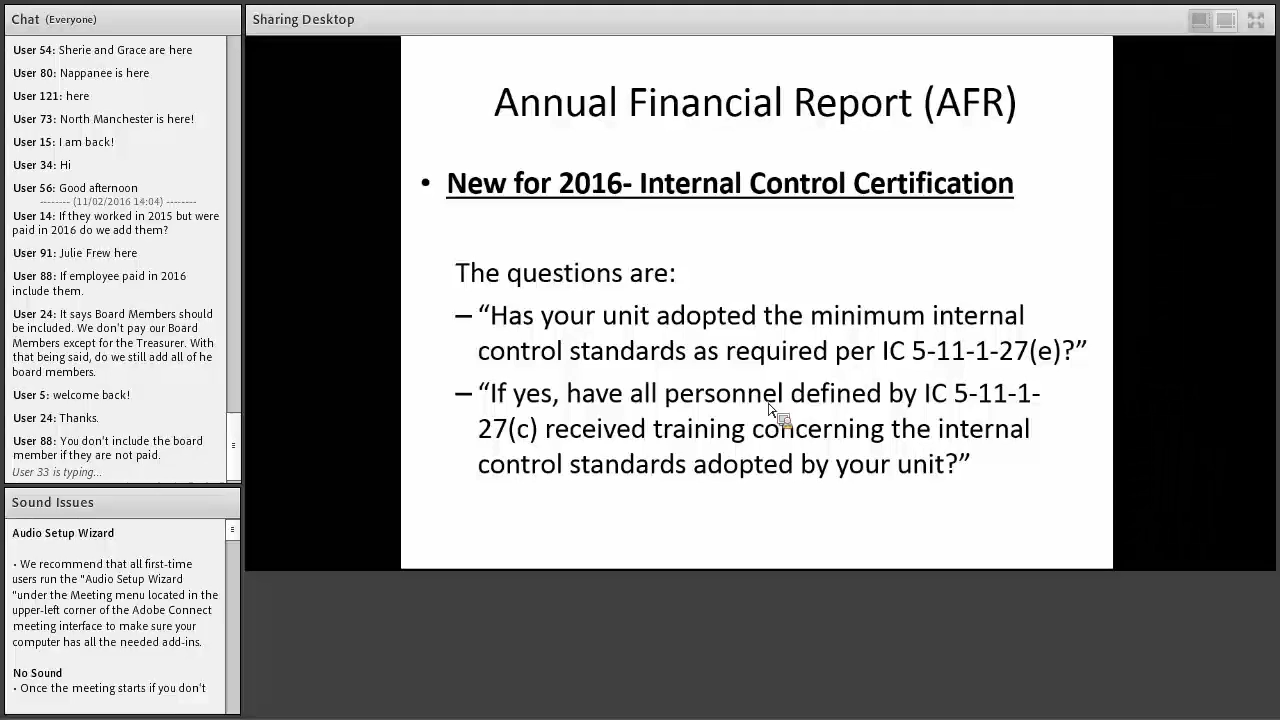 Chat (Everyone)
User 54: Sherie and Grace are here
User 80: Nappanee is here
User 121: here
User 73: North Manchester is here!
User 15: I am back!
User 34: Hi
User 56: Good afternoon
-------- (11/02/2016 14:04) --------
User 14: If they worked in 2015 but were
paid in 2016 do we add them?
User 91: Julie Frew here
User 88: If employee paid in 2016
include them.
User 24: It says Board Members should
be included. We don't pay our Board
Members except for the Treasurer. With
that being said, do we still add all of he
board members.
User 5: welcome back!
User 24: Thanks.
User 88: You don't include the board
member if they are not paid.
User 33 is typing...
Sound Issues
Audio Setup Wizard
• We recommend that all first-time
users run the "Audio Setup Wizard
"under the Meeting menu located in the
upper-left corner of the Adobe Connect
meeting interface to make sure your
computer has all the needed add-ins.
No Sound
• Once the meeting starts if you don't
Sharing Desktop
Annual Financial Report (AFR)
• New for 2016- Internal Control Certification
The questions are:
– “Has your unit adopted the minimum internal
control standards as required per IC 5-11-1-27(e)?”
– “If yes, have all personnel defined by IC 5-11-1-
27(c) received training concerning the internal
control standards adopted by your unit?”